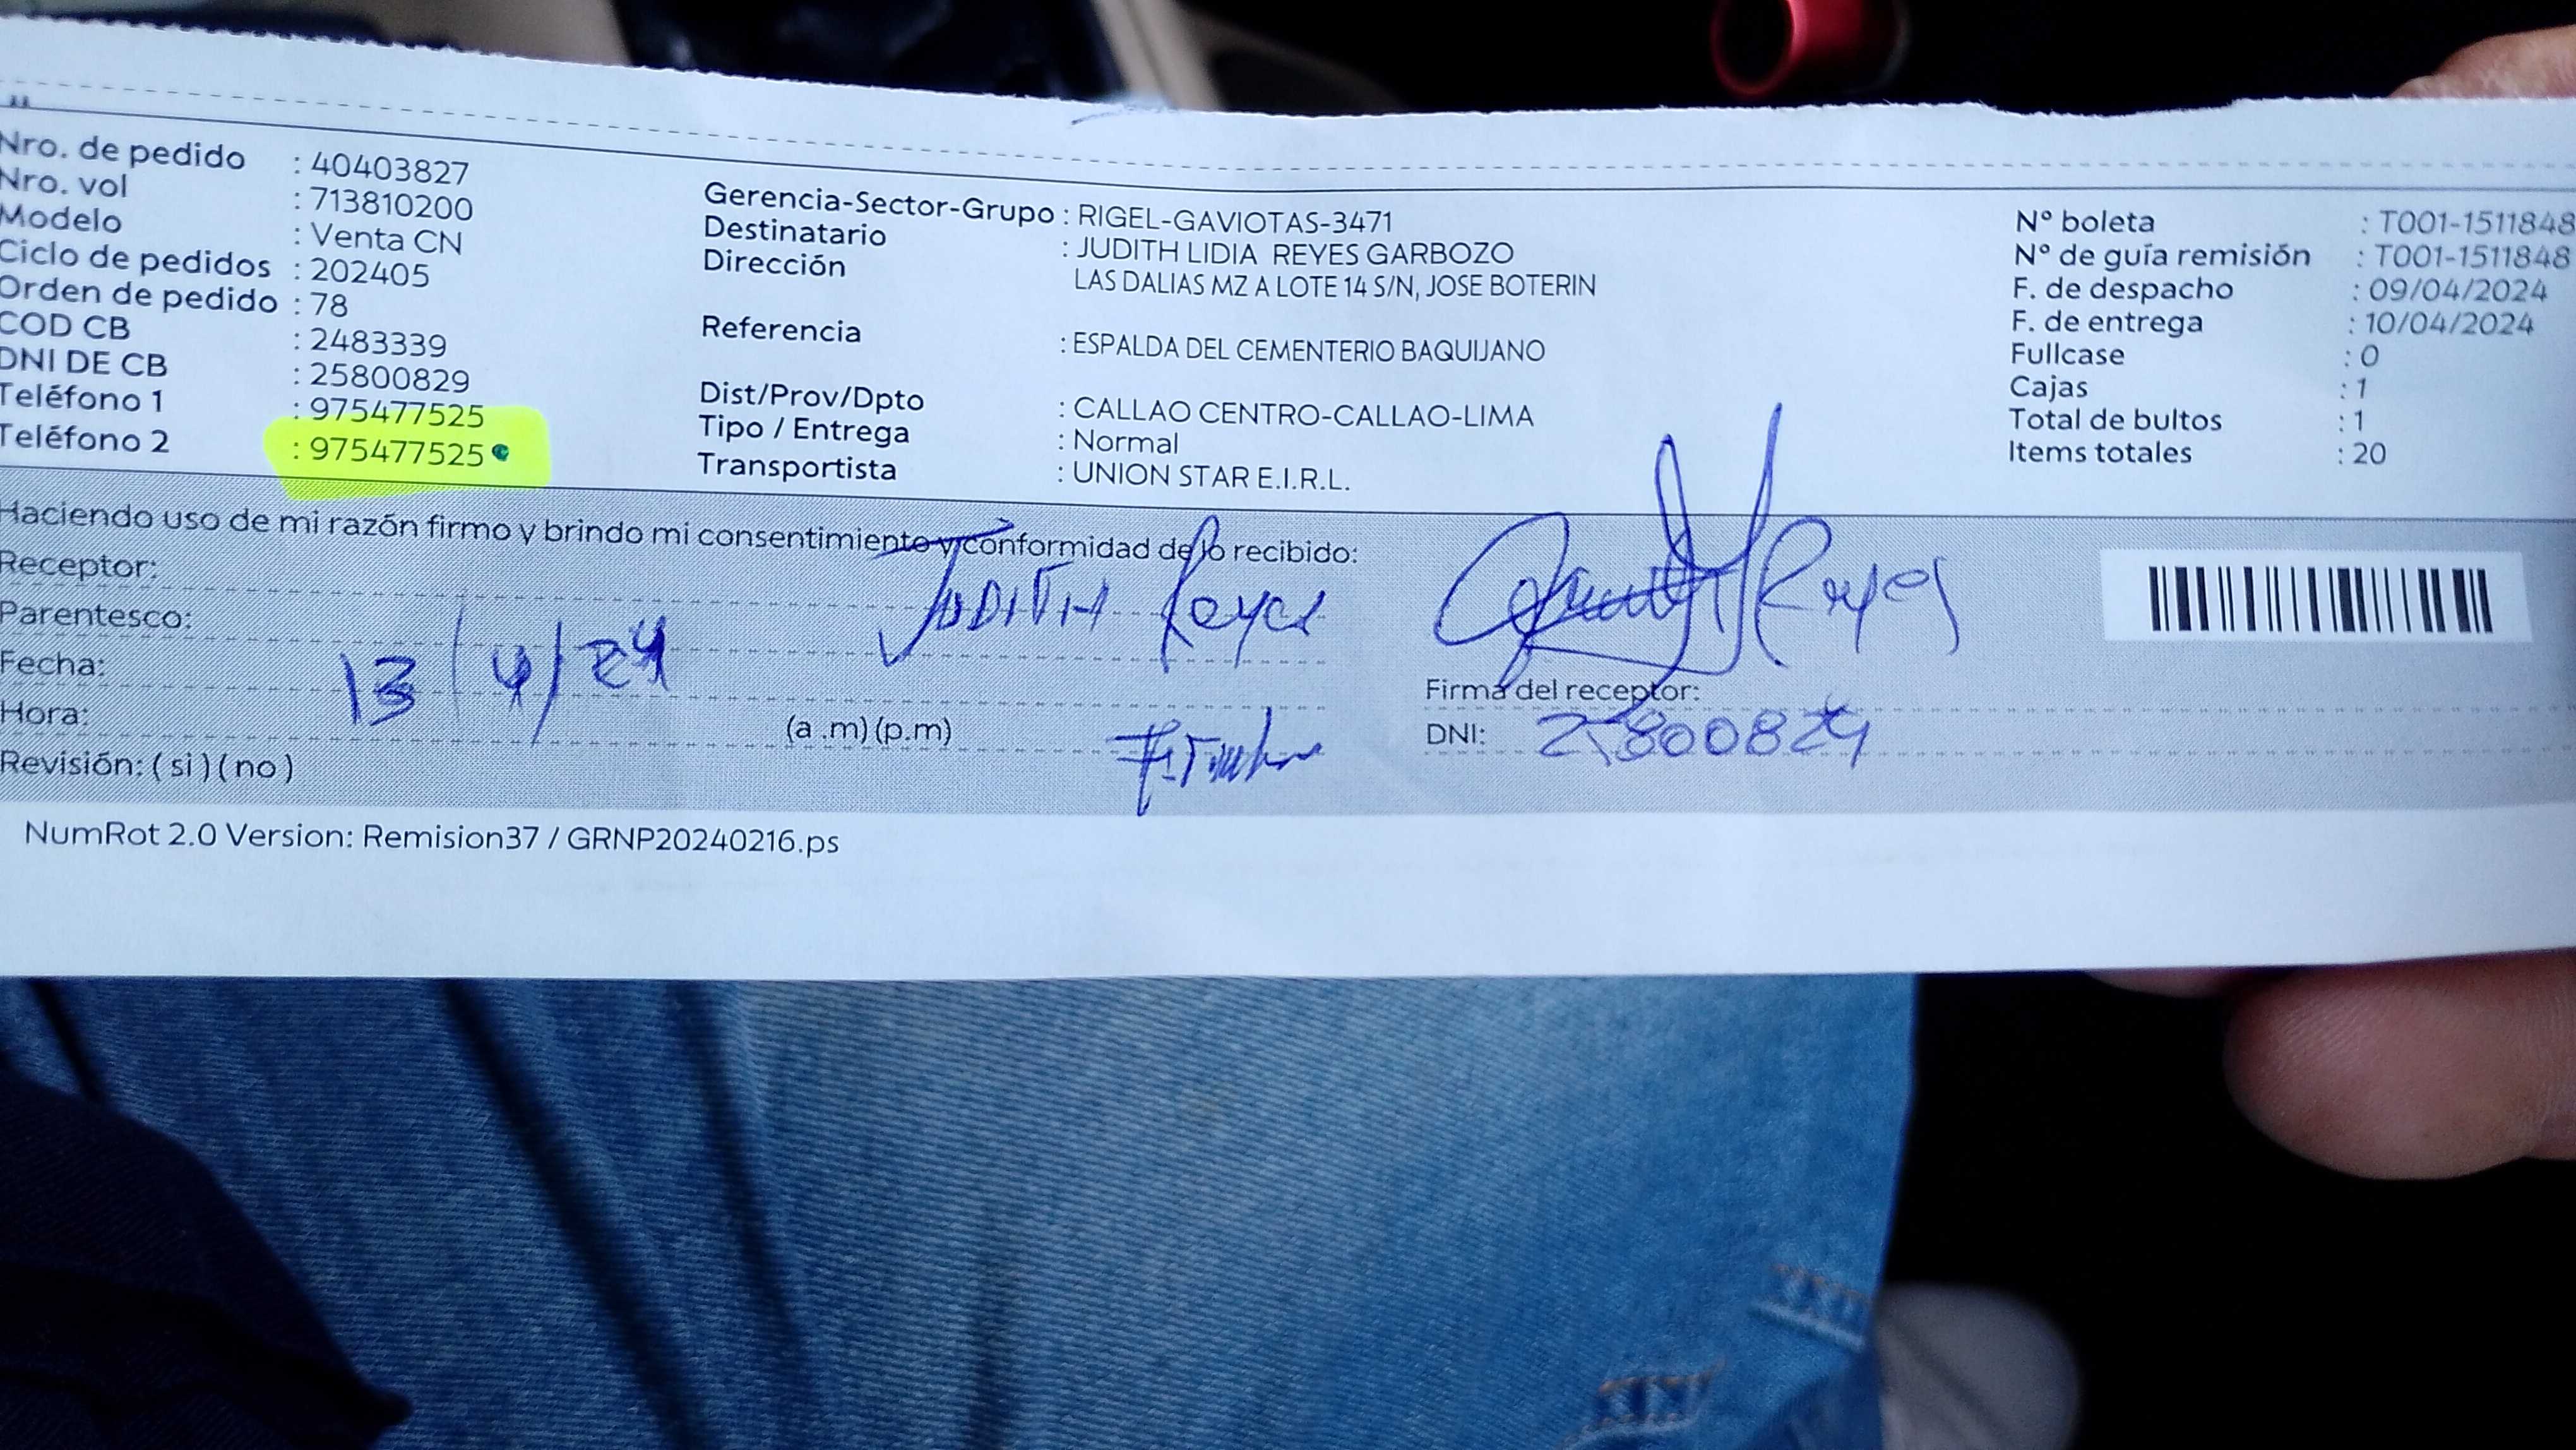 Nro. de pedido : 40403827
Nro. vol : 713810200
Modelo : Venta CN
Ciclo de pedidos : 202405
Orden de pedido : 78
COD CB : 2483339
DNI DE CB : 25800829
Teléfono 1 : 975477525
Teléfono 2 : 975477525
Gerencia-Sector-Grupo : RIGEL-GAVIOTAS-3471
Destinatario : JUDITH LIDIA REYES GARBOZO
Dirección LAS DALIAS MZ A LOTE 14 S/N, JOSE BOTERIN
Referencia : ESPALDA DEL CEMENTERIO BAQUIJANO
Dist/Prov/Dpto : CALLAO CENTRO-CALLAO-LIMA
Tipo / Entrega : Normal
Transportista : UNION STAR E.I.R.L.
N° boleta : T001-1511848
N° de guía remisión : T001-1511848
F. de despacho : 09/04/2024
F. de entrega : 10/04/2024
Fullcase : 0
Cajas : 1
Total de bultos : 1
Items totales : 20
Haciendo uso de mi razón firmo y brindo mi consentimiento y conformidad de lo recibido:
Receptor: JUDITH Reyes
Parentesco:
Fecha: 13/4/24
Hora: (a .m) (p.m)
Revisión: ( si ) ( no )
Reyes
Firma del receptor:
DNI: 25800829
NumRot 2.0 Version: Remision37 / GRNP20240216.ps